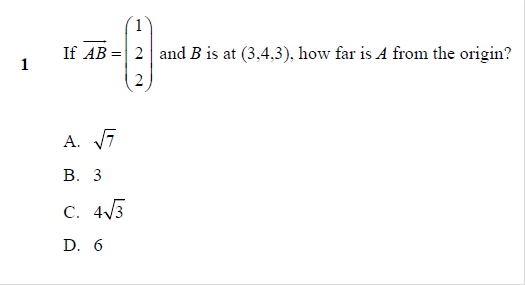 1 If $\overrightarrow{AB} = \begin{pmatrix} 1 \\ 2 \\ 2 \end{pmatrix}$ and B is at (3,4,3), how far is A from the origin?
A. $\sqrt{7}$
B. 3
C. $4\sqrt{3}$
D. 6